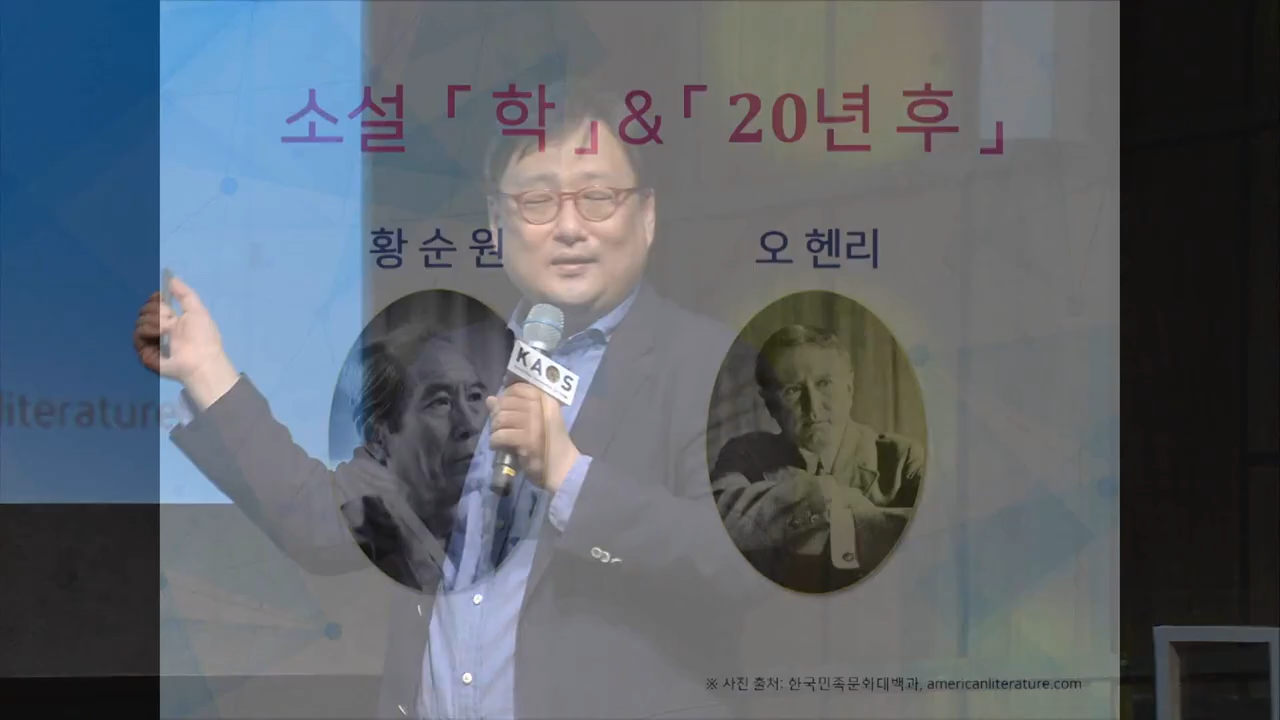 소설 「 학 」 & 「 20년 후 」
황 순 원
오 헨리
KAOS
literature
※ 사진 출처: 한국민족문화대백과, americanliterature.com